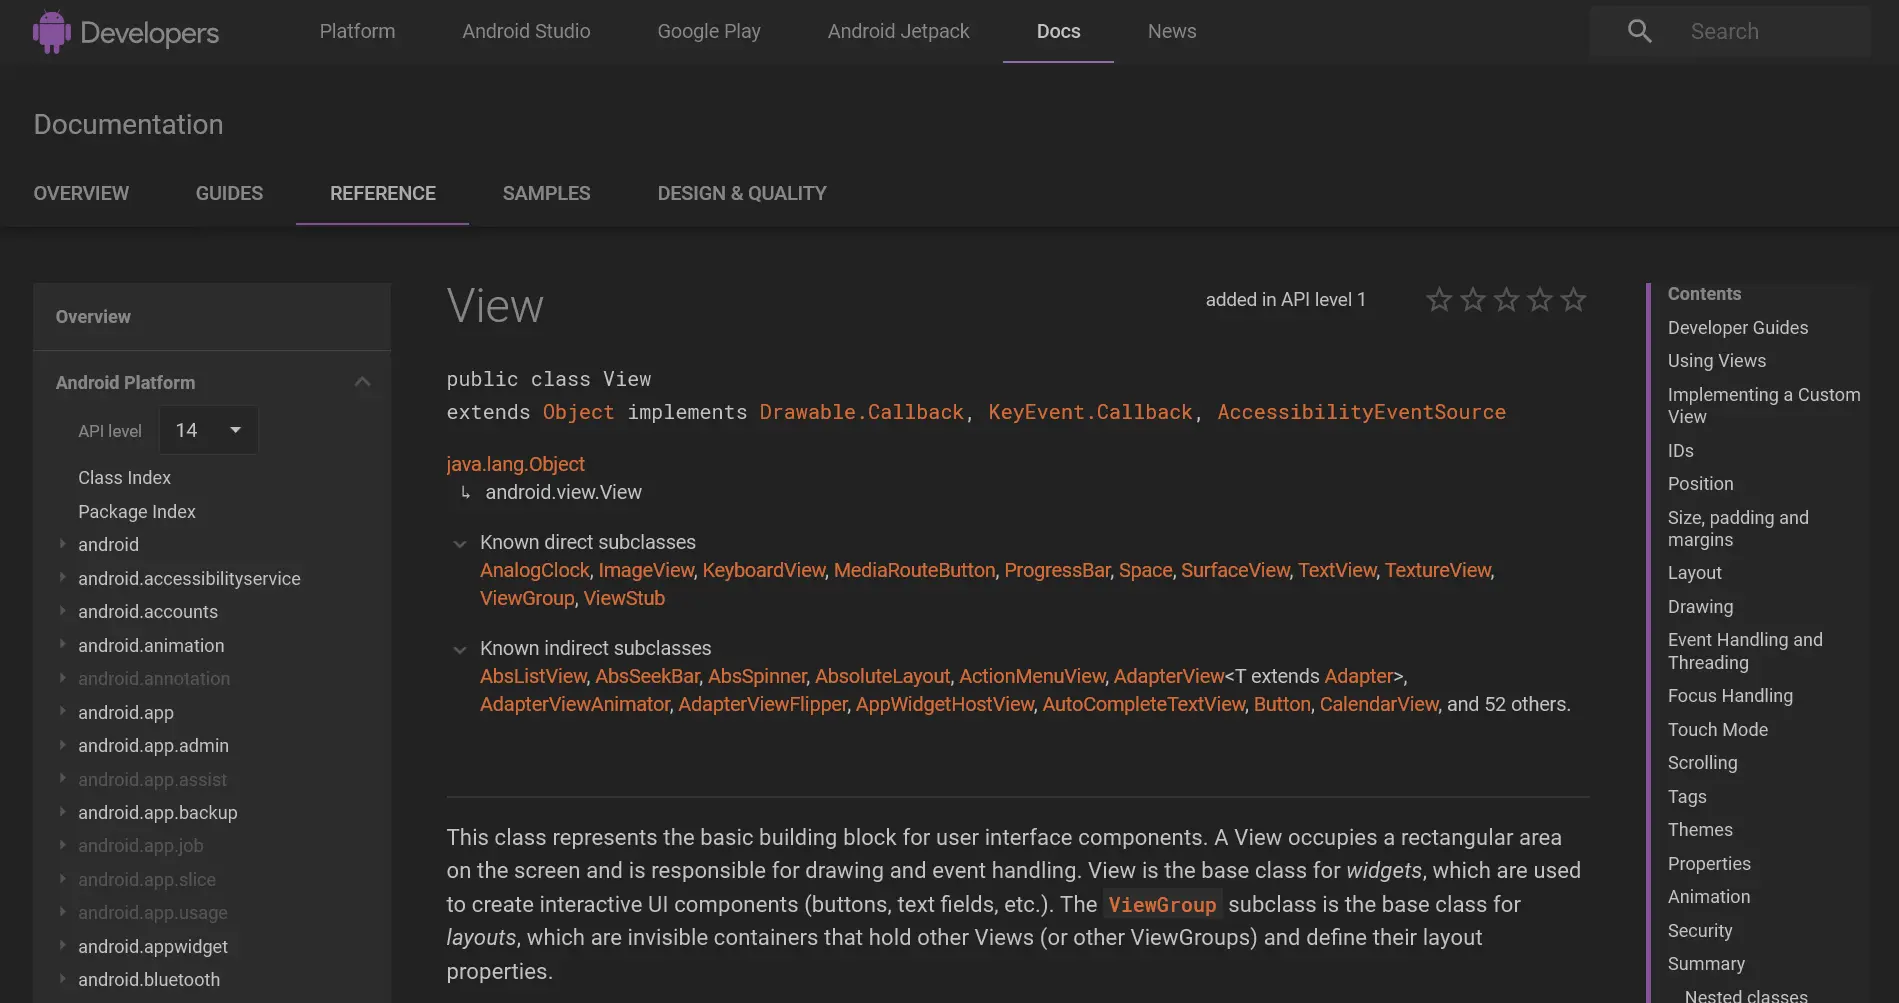 Developers
Platform
Android Studio
Google Play
Android Jetpack
Docs
News
Search
Documentation
OVERVIEW
GUIDES
REFERENCE
SAMPLES
DESIGN & QUALITY
Overview
Android Platform
API level
14
Class Index
Package Index
android
android.accessibilityservice
android.accounts
android.animation
android.annotation
android.app
android.app.admin
android.app.assist
android.app.backup
android.app.job
android.app.slice
android.app.usage
android.appwidget
android.bluetooth
View
added in API level 1
public class View
extends Object implements Drawable.Callback, KeyEvent.Callback, AccessibilityEventSource
java.lang.Object
↳ android.view.View
Known direct subclasses
AnalogClock, ImageView, KeyboardView, MediaRouteButton, ProgressBar, Space, SurfaceView, TextView, TextureView,
ViewGroup, ViewStub
Known indirect subclasses
AbsListView, AbsSeekBar, AbsSpinner, AbsoluteLayout, ActionMenuView, AdapterView<T extends Adapter>,
AdapterViewAnimator, AdapterViewFlipper, AppWidgetHostView, AutoCompleteTextView, Button, CalendarView, and 52 others.
This class represents the basic building block for user interface components. A View occupies a rectangular area
on the screen and is responsible for drawing and event handling. View is the base class for widgets, which are used
to create interactive UI components (buttons, text fields, etc.). The ViewGroup subclass is the base class for
layouts, which are invisible containers that hold other Views (or other ViewGroups) and define their layout
properties.
Contents
Developer Guides
Using Views
Implementing a Custom
View
IDs
Position
Size, padding and
margins
Layout
Drawing
Event Handling and
Threading
Focus Handling
Touch Mode
Scrolling
Tags
Themes
Properties
Animation
Security
Summary
Nested classes